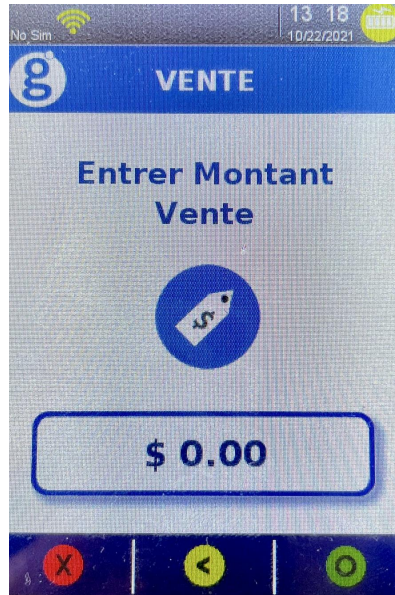 No Sim
13 18
10/22/2021
g
VENTE
Entrer Montant
Vente
$
$ 0.00
X
<
O